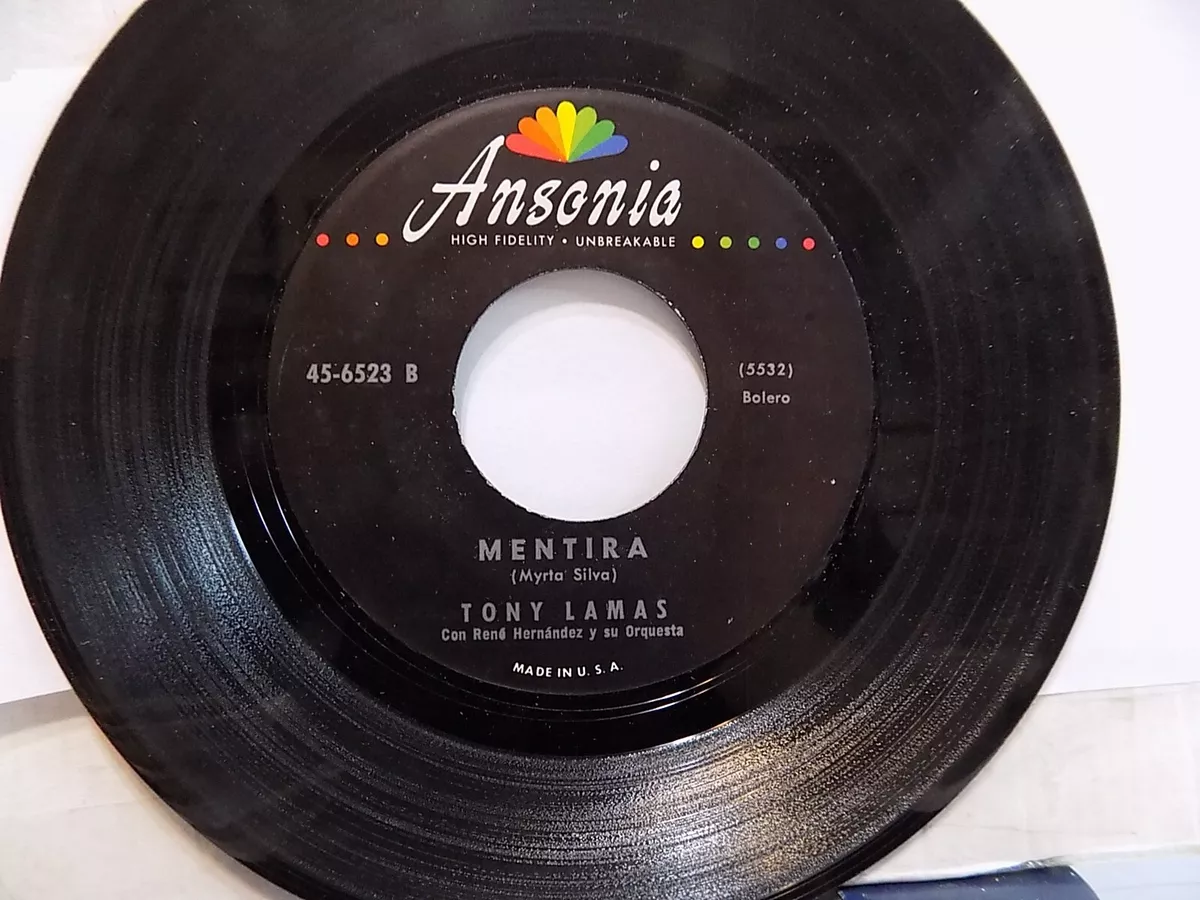 Ansonia
HIGH FIDELITY • UNBREAKABLE
45-6523 B
(5532)
Bolero
MENTIRA
(Myrta Silva)
TONY LAMAS
Con René Hernández y su Orquesta
MADE IN U. S. A.